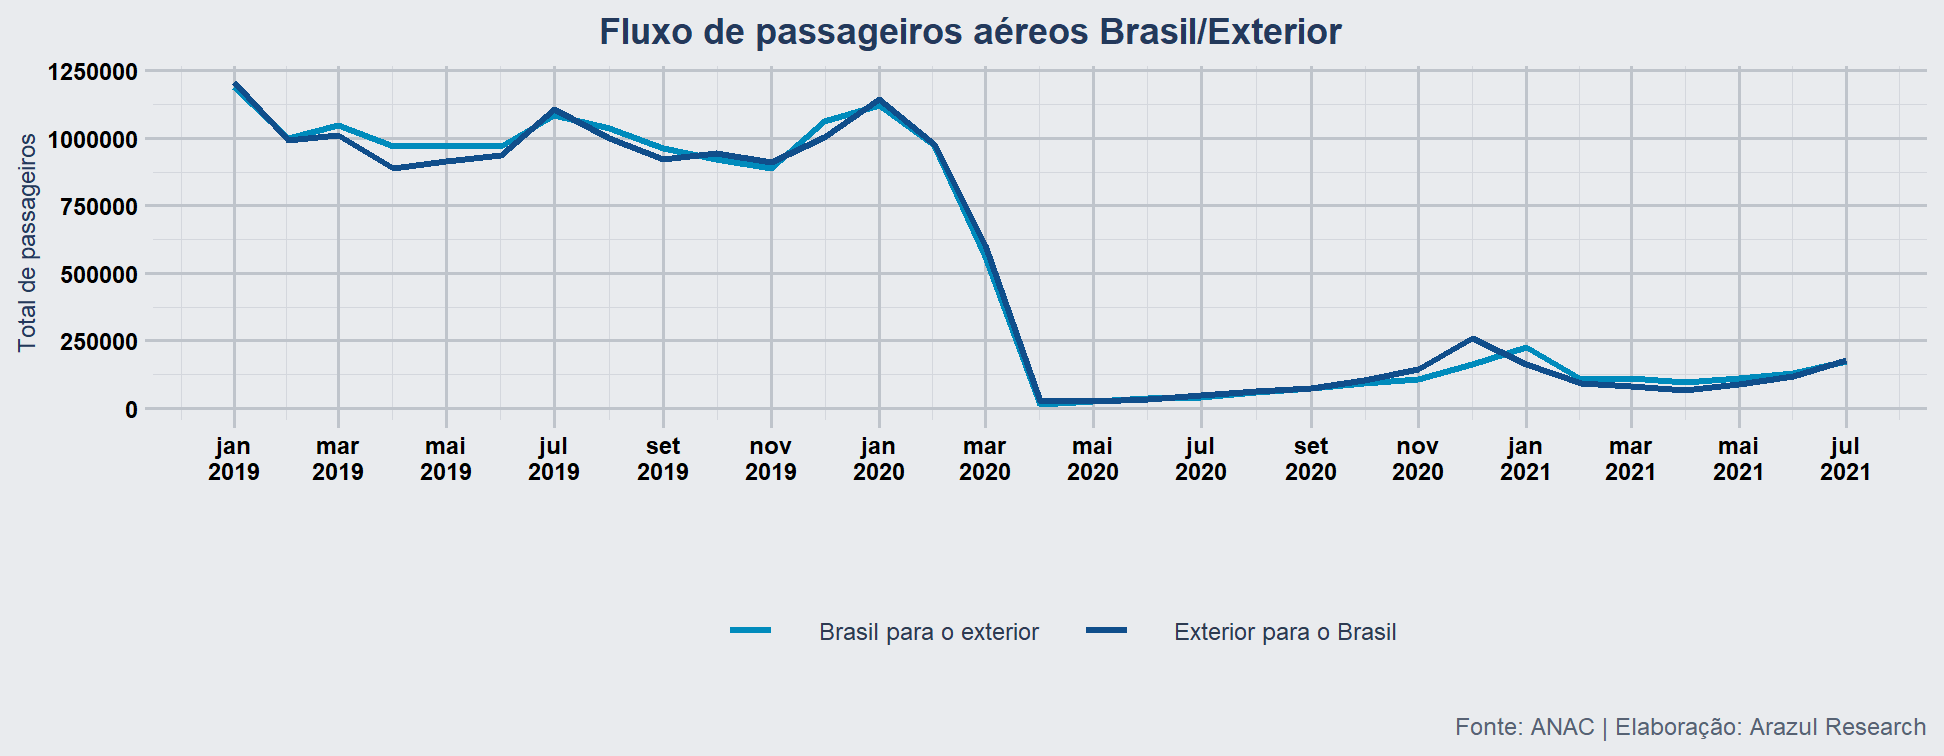 Fluxo de passageiros aéreos Brasil/Exterior
Total de passageiros
1250000
1000000
750000
500000
250000
0
jan mar mai jul set nov jan mar mai jul set nov jan mar mai jul
2019 2019 2019 2019 2019 2019 2020 2020 2020 2020 2020 2020 2021 2021 2021 2021
Brasil para o exterior Exterior para o Brasil
Fonte: ANAC | Elaboração: Arazul Research